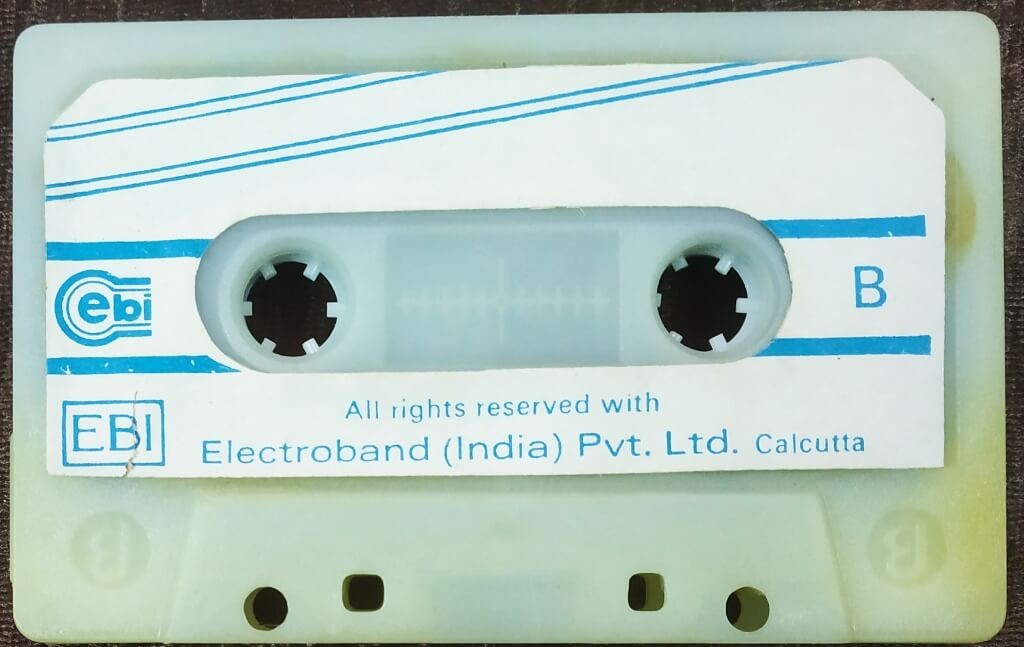 ebi
B
EBI
All rights reserved with
Electroband (India) Pvt. Ltd. Calcutta
B B